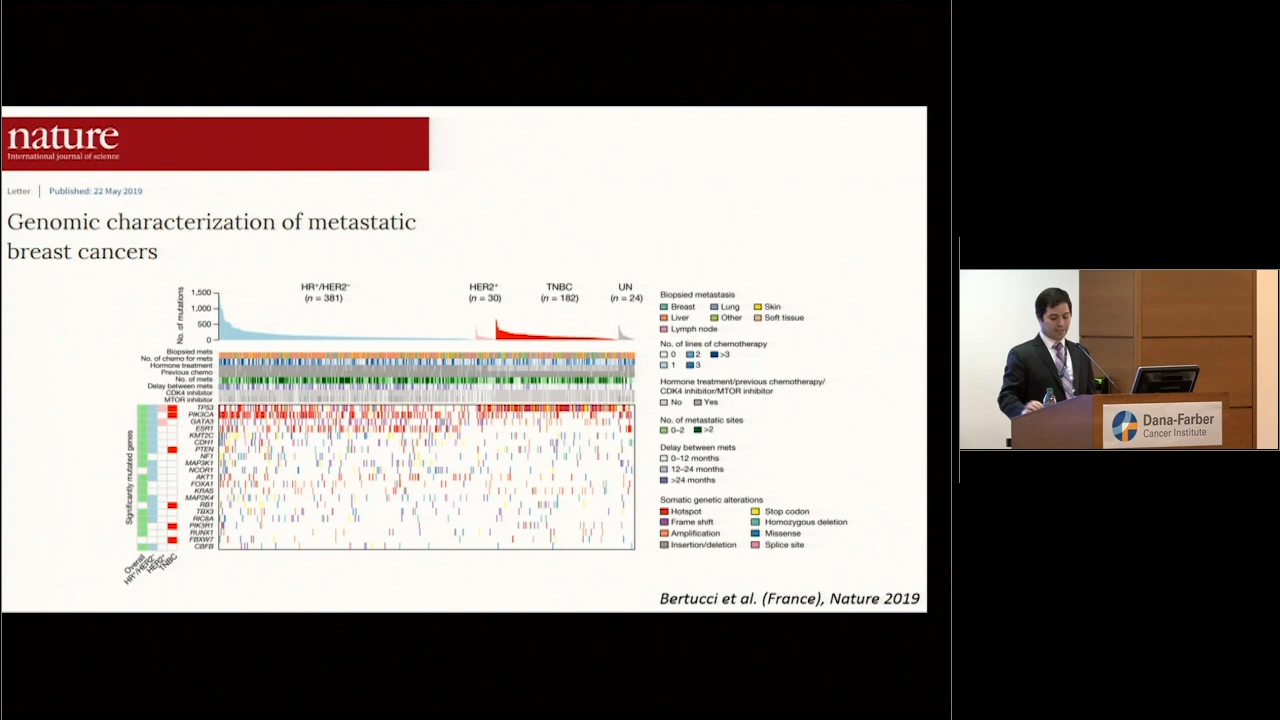 nature
International journal of science
Letter | Published: 22 May 2019
Genomic characterization of metastatic
breast cancers
HR⁺/HER2⁻ HER2⁺ TNBC UN
(n = 381) (n = 30) (n = 182) (n = 24)
No. of mutations
1,500
1,000
500
0
Biopsied mets
No. of chemo for mets
Hormone treatment
Previous chemo
No. of mets
Delay between mets
CDK4 inhibitor
MTOR inhibitor
Significantly mutated genes
TP53
PIK3CA
GATA3
ESR1
KMT2C
CDH1
PTEN
NF1
MAP3K1
NCOR1
AKT1
FOXA1
KRAS
MAP2K4
RB1
TBX3
RIC8A
PIK3R1
RUNX1
FBXW7
CBFB
Overall
HR⁺/HER2⁻
HER2⁺
TNBC
Biopsied metastasis
Breast Lung Skin
Liver Other Soft tissue
Lymph node
No. of lines of chemotherapy
0 2 >3
1 3
Hormone treatment/previous chemotherapy/
CDK4 inhibitor/MTOR inhibitor
No Yes
No. of metastatic sites
0–2 >2
Delay between mets
0–12 months
12–24 months
>24 months
Somatic genetic alterations
Hotspot Stop codon
Frame shift Homozygous deletion
Amplification Missense
Insertion/deletion Splice site
Bertucci et al. (France), Nature 2019
Dana-Farber
Cancer Institute